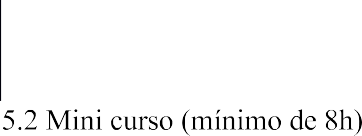 5.2 Mini curso (mínimo de 8h)